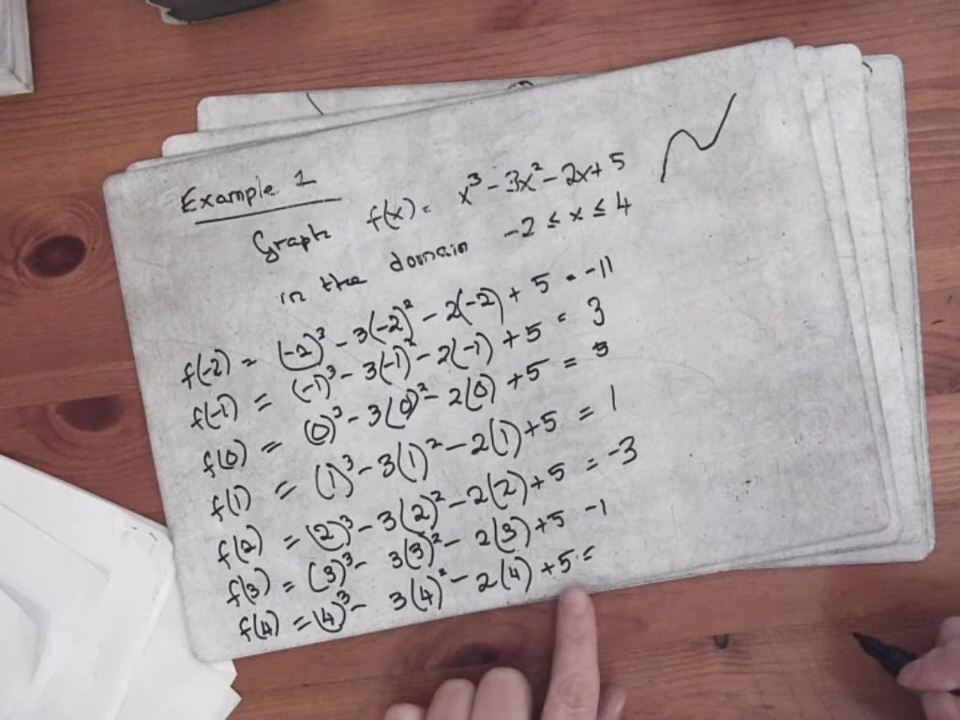 Example 1
Graph f(x) = x³ - 3x² - 2x + 5
in the domain -2 ≤ x ≤ 4
f(-2) = (-2)³ - 3(-2)² - 2(-2) + 5 = -11
f(-1) = (-1)³ - 3(-1)² - 2(-1) + 5 = 3
f(0) = (0)³ - 3(0)² - 2(0) + 5 = 5
f(1) = (1)³ - 3(1)² - 2(1) + 5 = 1
f(2) = (2)³ - 3(2)² - 2(2) + 5 = -3
f(3) = (3)³ - 3(3)² - 2(3) + 5 -1
f(4) = (4)³ - 3(4)² - 2(4) + 5 =